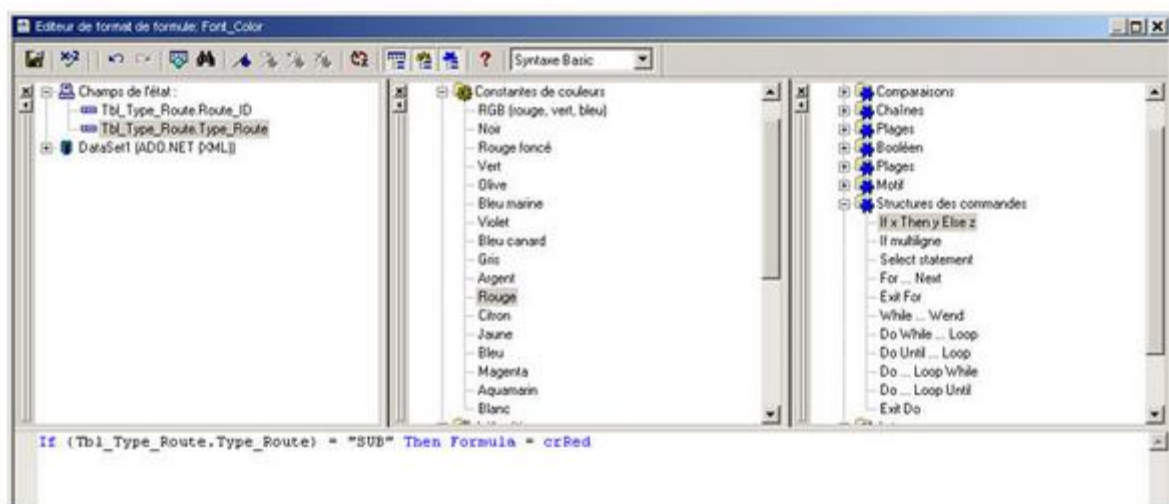 Editeur de format de formule: Font_Color
Syntaxe Basic
Champs de l'état :
Tbl_Type_Route.Route_ID
Tbl_Type_Route.Type_Route
DataSet1 (ADO.NET (XML))
Constantes de couleurs
RGB (rouge, vert, bleu)
Noir
Rouge foncé
Vert
Olive
Bleu marine
Violet
Bleu canard
Gris
Argent
Rouge
Citron
Jaune
Bleu
Magenta
Aquamarin
Blanc
Comparaisons
Chaînes
Plages
Booléen
Plages
Motif
Structures des commandes
If x Then y Else z
If multiligne
Select statement
For ... Next
Exit For
While ... Wend
Do While ... Loop
Do Until ... Loop
Do ... Loop While
Do ... Loop Until
Exit Do
If {Tbl_Type_Route.Type_Route} = "SUB" Then Formula = crRed